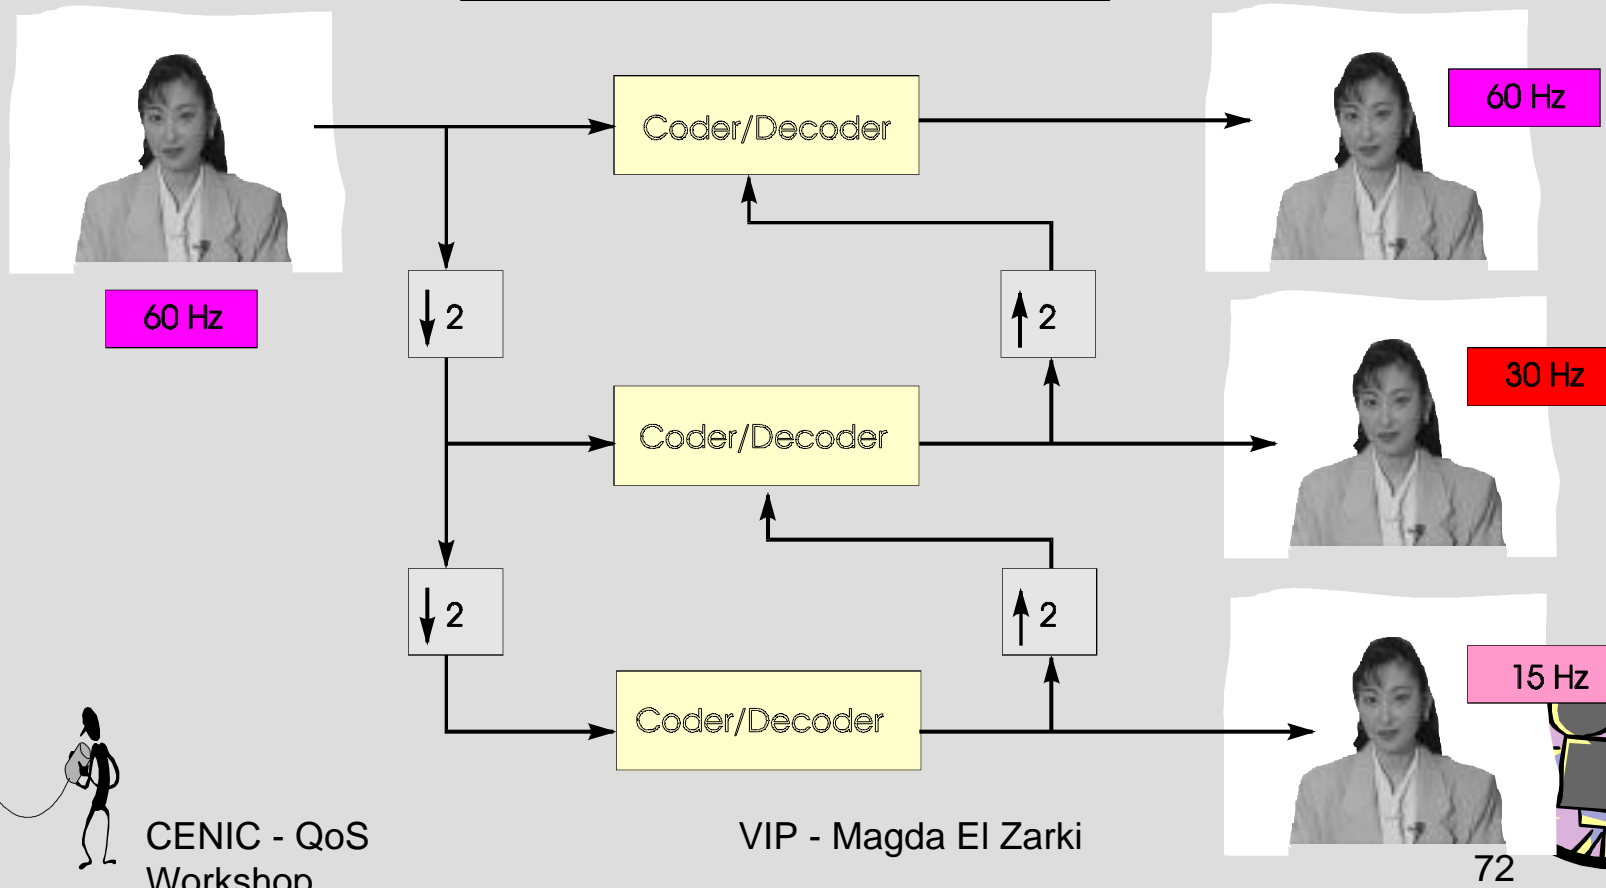 Coder/Decoder
60 Hz
60 Hz
↓ 2
↑ 2
30 Hz
Coder/Decoder
↓ 2
↑ 2
15 Hz
Coder/Decoder
CENIC - QoS
Workshop
VIP - Magda El Zarki
72